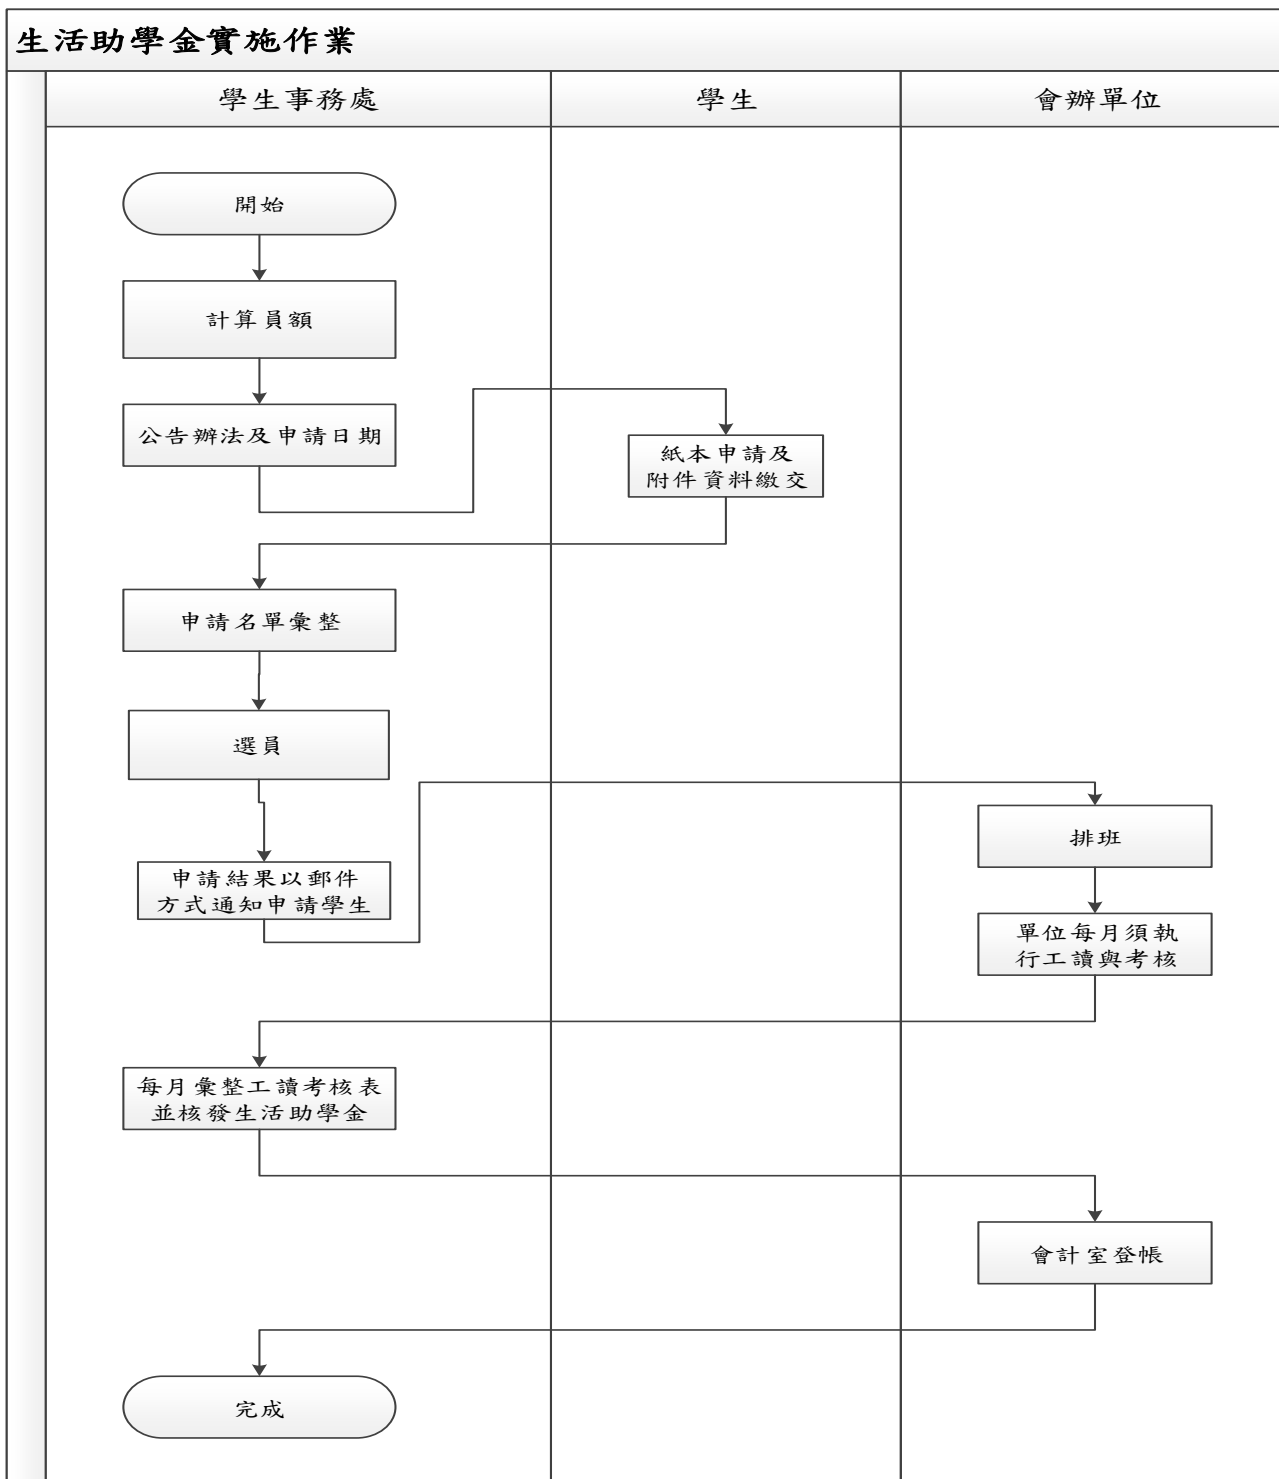 生活助學金實施作業
學生事務處
學生
會辦單位
開始
計算員額
公告辦法及申請日期
紙本申請及
附件資料繳交
申請名單彙整
選員
申請結果以郵件
方式通知申請學生
排班
單位每月須執
行工讀與考核
每月彙整工讀考核表
並核發生活助學金
會計室登帳
完成